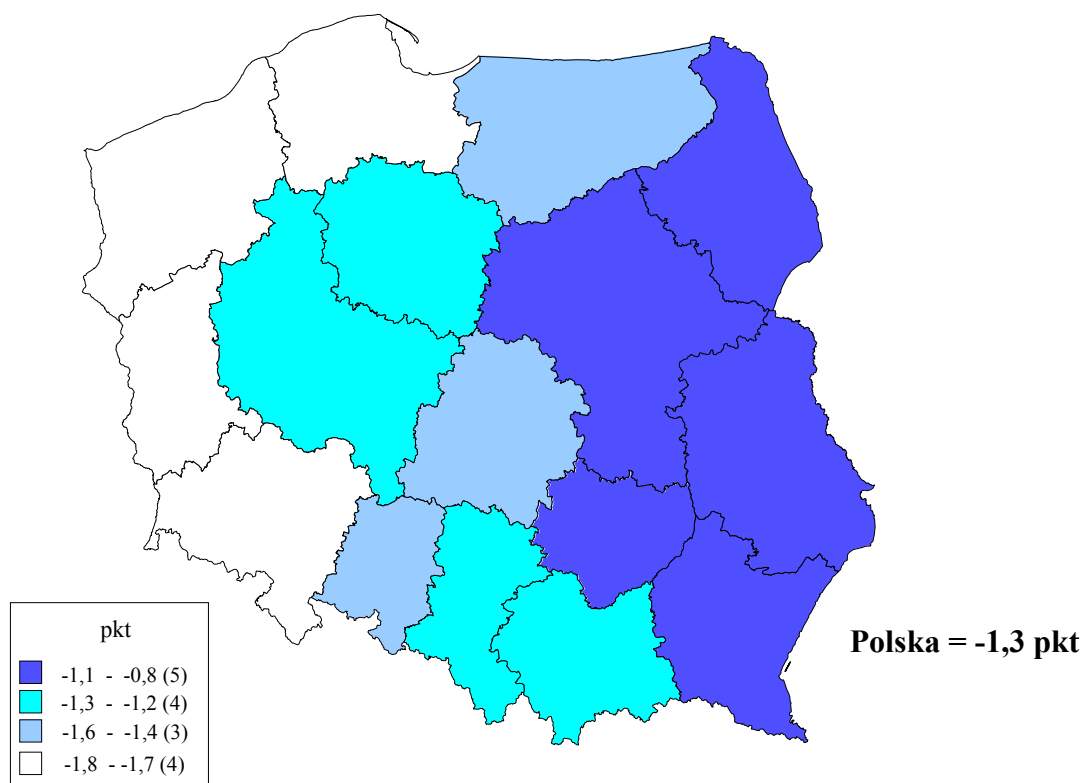 Polska = -1,3 pkt
pkt
-1,1 - -0,8 (5)
-1,3 - -1,2 (4)
-1,6 - -1,4 (3)
-1,8 - -1,7 (4)